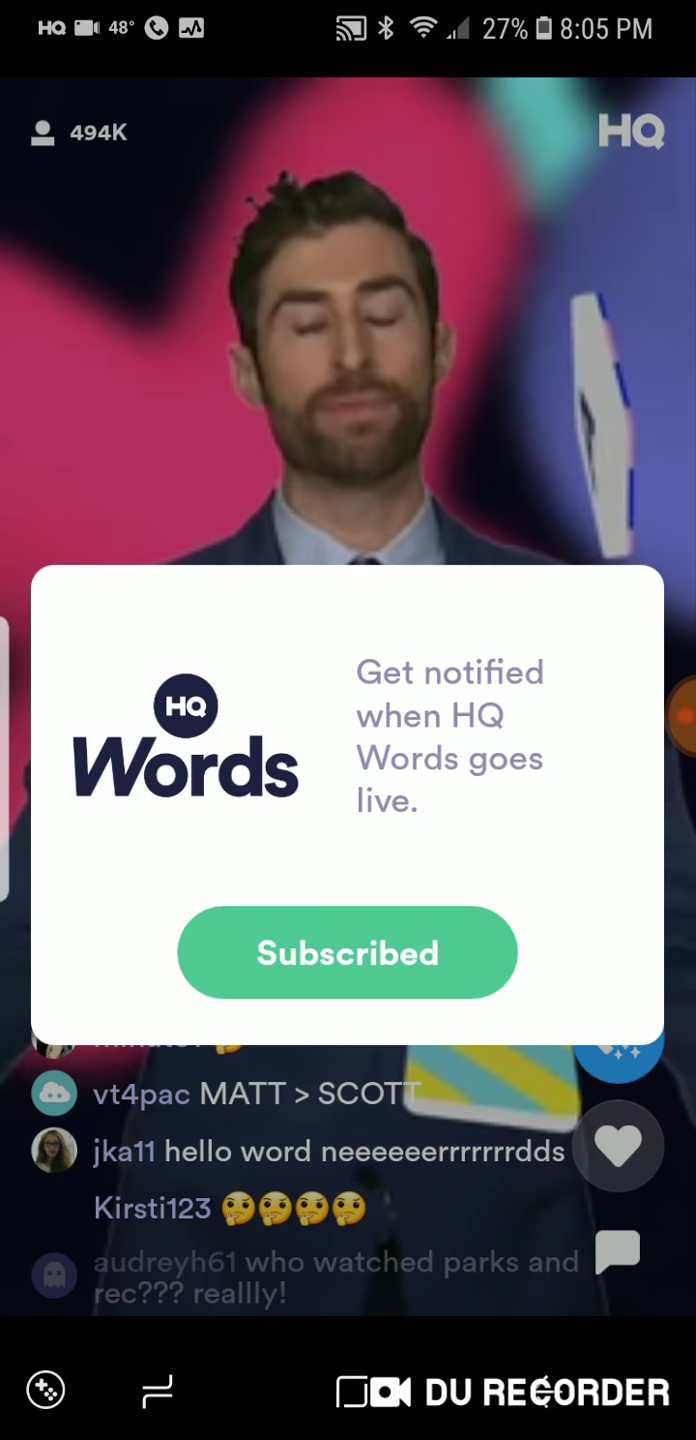 HQ 48° 27% 8:05 PM
494K HQ
Get notified
when HQ
Words goes
live.
HQ
Words
Subscribed
vt4pac MATT > SCOTT
jka11 hello word neeeeeerrrrrrrdds
Kirsti123 🤔🤔🤔🤔
audreyh61 who watched parks and
rec??? reallly!
DU RECORDER